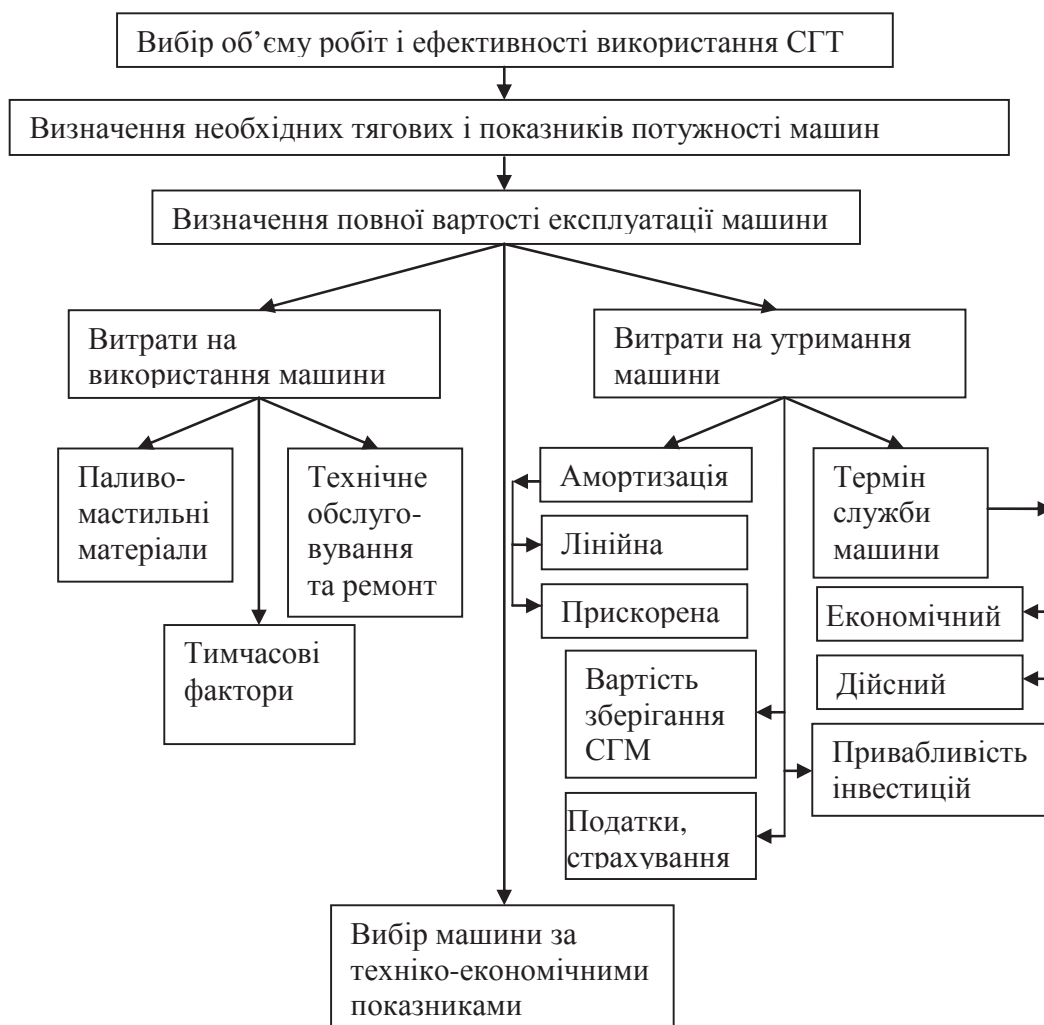 Вибір об’єму робіт і ефективності використання СГТ
Визначення необхідних тягових і показників потужності машин
Визначення повної вартості експлуатації машини
Витрати на
використання машини
Витрати на утримання
машини
Паливо-
мастильні
матеріали
Технічне
обслуго-
вування
та ремонт
Тимчасові
фактори
Амортизація
Лінійна
Прискорена
Вартість
зберігання
СГМ
Податки,
страхування
Термін
служби
машини
Економічний
Дійсний
Привабливість
інвестицій
Вибір машини за
техніко-економічними
показниками